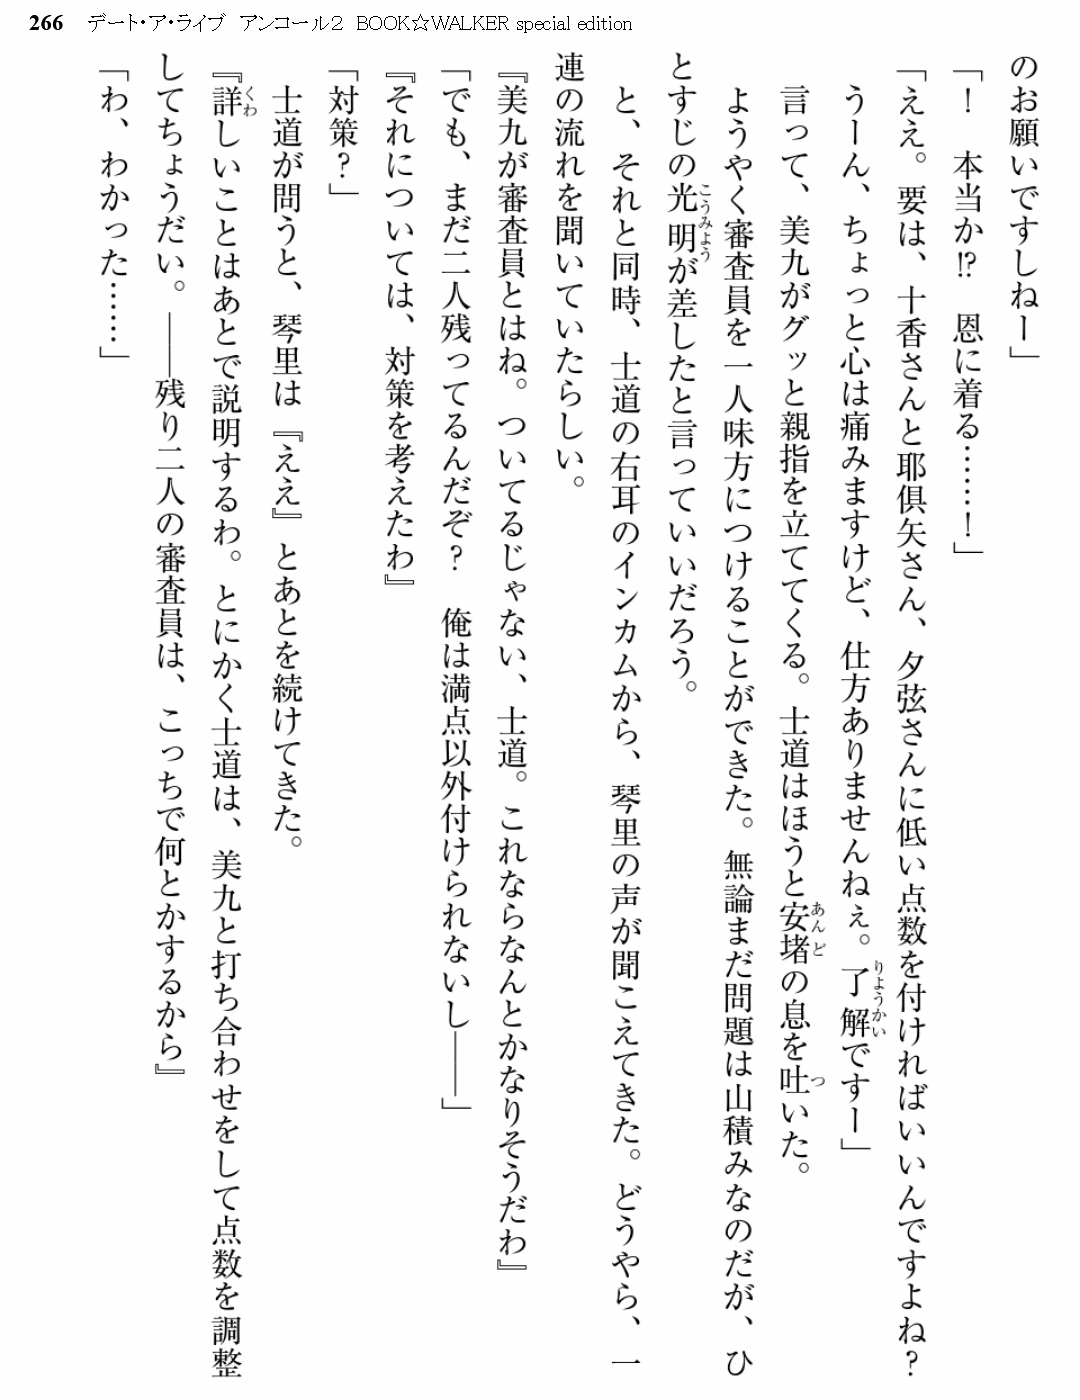 266 デート・ア・ライブ アンコール2 BOOK☆WALKER special edition
のお願いですしねー」
「！　本当か⁉　恩に着る……！」
「ええ。要は、十香さんと耶倶矢さん、夕弦さんに低い点数を付ければいいんですよね？
うーん、ちょっと心は痛みますけど、仕方ありませんねぇ。了解ですー」
言って、美九がグッと親指を立ててくる。士道はほうと安堵の息を吐いた。
ようやく審査員を一人味方につけることができた。無論まだ問題は山積みなのだが、ひ
とすじの光明が差したと言っていいだろう。
と、それと同時、士道の右耳のインカムから、琴里の声が聞こえてきた。どうやら、一
連の流れを聞いていたらしい。
『美九が審査員とはね。ついてるじゃない、士道。これならなんとかなりそうだわ』
「でも、まだ二人残ってるんだぞ？　俺は満点以外付けられないし――」
『それについては、対策を考えたわ』
「対策？」
士道が問うと、琴里は『ええ』とあとを続けてきた。
『詳しいことはあとで説明するわ。とにかく士道は、美九と打ち合わせをして点数を調整
してちょうだい。――残り二人の審査員は、こっちで何とかするから』
「わ、わかった……」